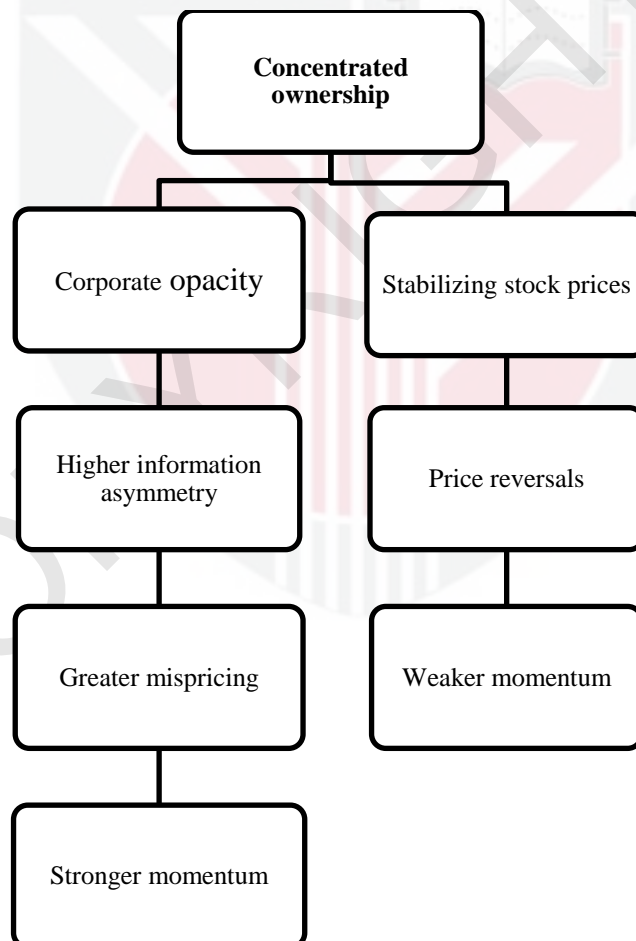 Concentrated
ownership
Corporate opacity
Stabilizing stock prices
Higher information
asymmetry
Price reversals
Greater mispricing
Weaker momentum
Stronger momentum